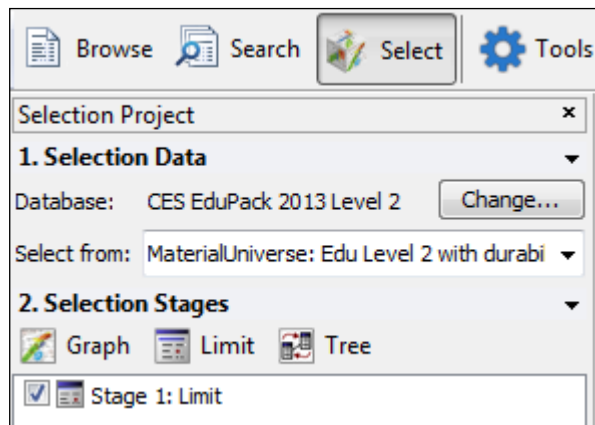 Browse Search Select Tools
Selection Project ×
1. Selection Data
Database: CES EduPack 2013 Level 2 Change...
Select from: MaterialUniverse: Edu Level 2 with durabi
2. Selection Stages
Graph Limit Tree
Stage 1: Limit